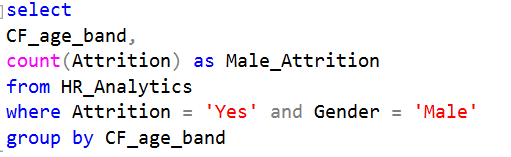 select
CF_age_band,
count(Attrition) as Male_Attrition
from HR_Analytics
where Attrition = 'Yes' and Gender = 'Male'
group by CF_age_band